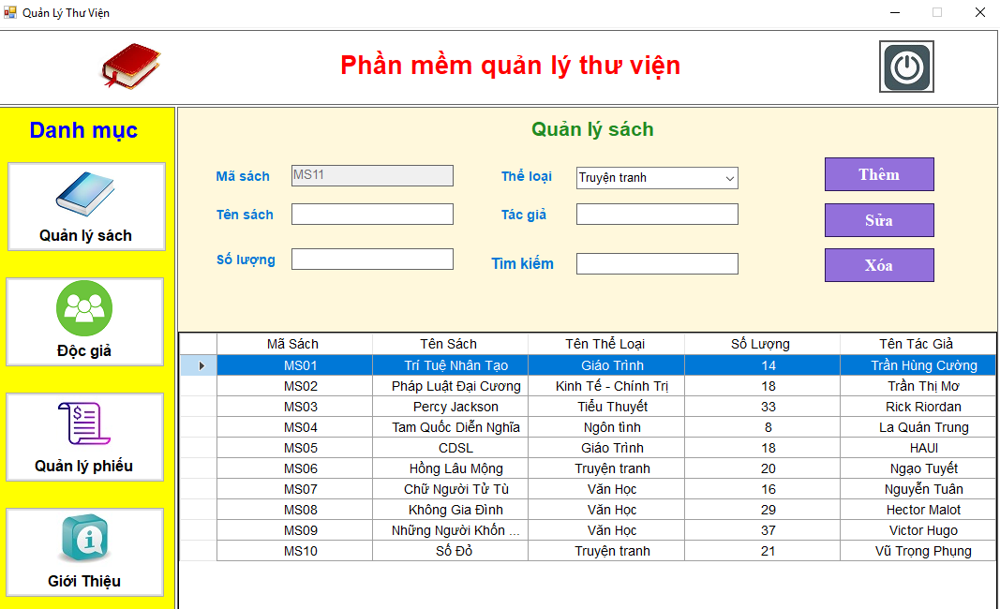 Quản Lý Thư Viện
Phần mềm quản lý thư viện
Danh mục
Quản lý sách
Độc giả
Quản lý phiếu
Giới Thiệu
Quản lý sách
Mã sách MS11 Thể loại Truyện tranh Thêm
Tên sách Tác giả Sửa
Số lượng Tìm kiếm Xóa
Mã Sách Tên Sách Tên Thể Loại Số Lượng Tên Tác Giả
MS01 Trí Tuệ Nhân Tạo Giáo Trình 14 Trần Hùng Cường
MS02 Pháp Luật Đại Cương Kinh Tế - Chính Trị 18 Trần Thị Mơ
MS03 Percy Jackson Tiểu Thuyết 33 Rick Riordan
MS04 Tam Quốc Diễn Nghĩa Ngôn tình 8 La Quán Trung
MS05 CDSL Giáo Trình 18 HAUI
MS06 Hồng Lâu Mộng Truyện tranh 20 Ngạo Tuyết
MS07 Chữ Người Tử Tù Văn Học 16 Nguyễn Tuân
MS08 Không Gia Đình Văn Học 29 Hector Malot
MS09 Những Người Khốn ... Văn Học 37 Victor Hugo
MS10 Số Đỏ Truyện tranh 21 Vũ Trọng Phụng